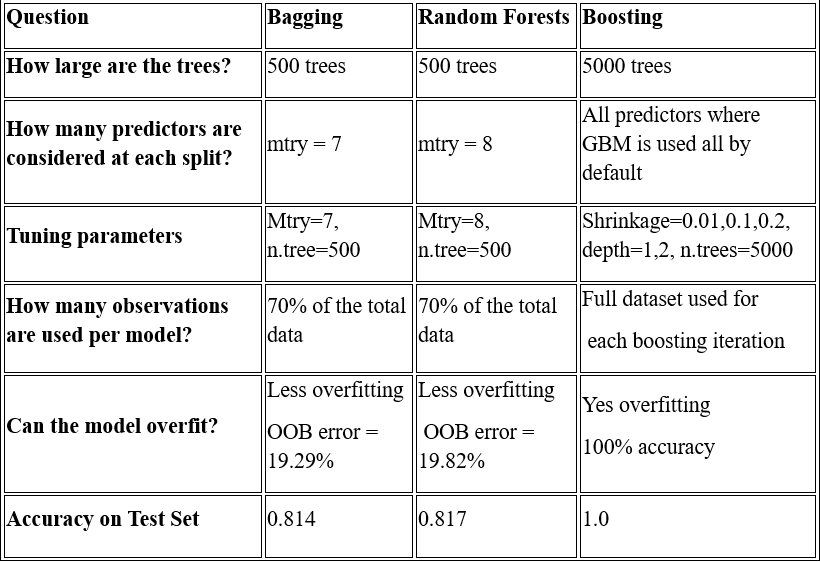 Question Bagging Random Forests Boosting
How large are the trees? 500 trees 500 trees 5000 trees
How many predictors are
considered at each split?
mtry = 7
mtry = 8
All predictors where
GBM is used all by
default
Tuning parameters
Mtry=7,
n.tree=500
Mtry=8,
n.tree=500
Shrinkage=0.01,0.1,0.2,
depth=1,2, n.trees=5000
How many observations
are used per model?
70% of the total
data
70% of the total
data
Full dataset used for
each boosting iteration
Can the model overfit?
Less overfitting
OOB error =
19.29%
Less overfitting
OOB error =
19.82%
Yes overfitting
100% accuracy
Accuracy on Test Set 0.814 0.817 1.0